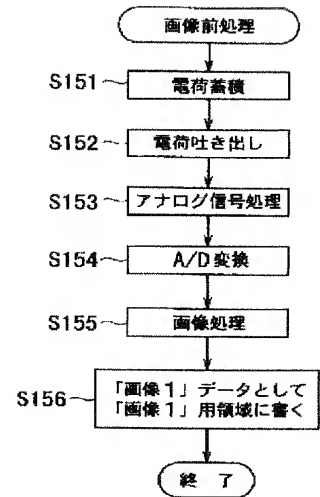 画像前処理
S151 電荷蓄積
S152 電荷吐き出し
S153 アナログ信号処理
S154 A/D変換
S155 画像処理
S156 「画像1」データとして
「画像1」用領域に書く
終 了